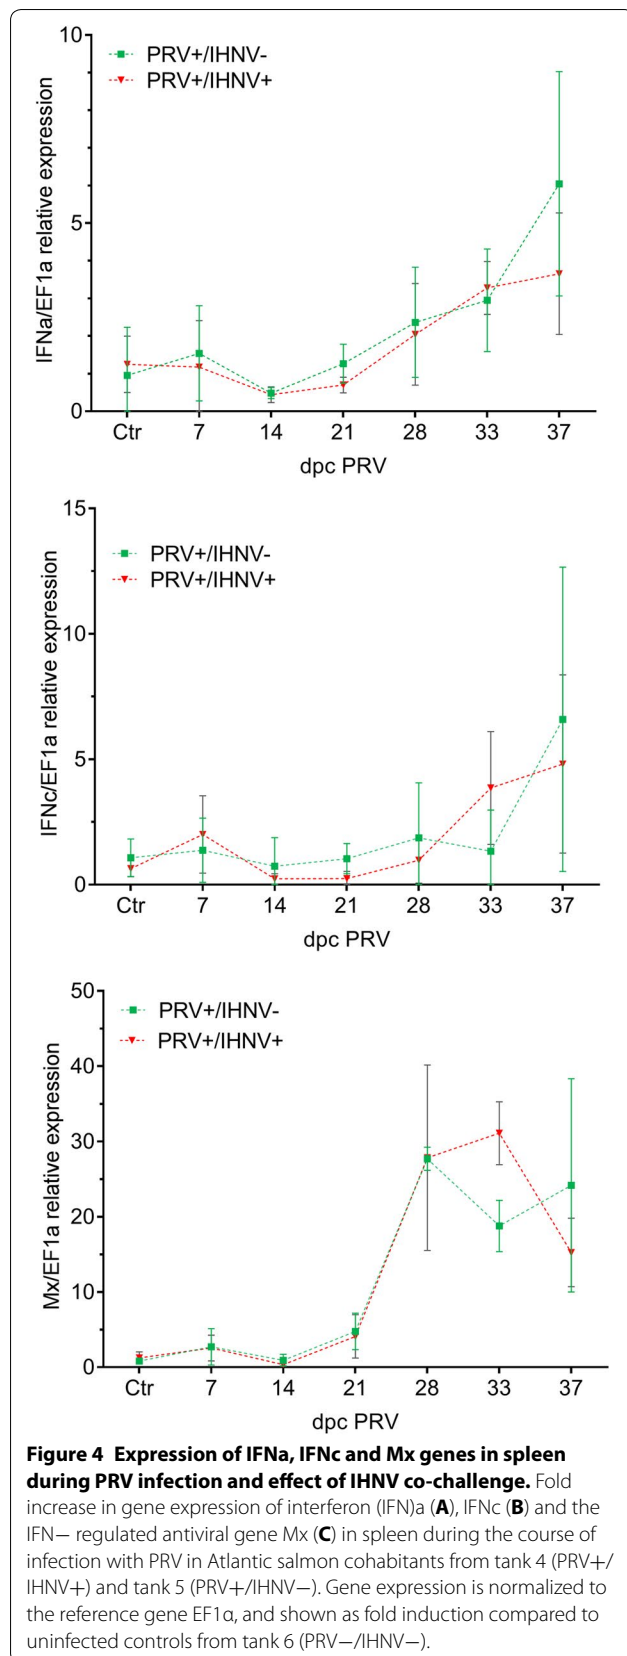 10
PRV+/IHNV-
PRV+/IHNV+
5
0
IFNa/EF1a relative expression
Ctr 7 14 21 28 33 37
dpc PRV
15
PRV+/IHNV-
PRV+/IHNV+
10
5
0
IFNc/EF1a relative expression
Ctr 7 14 21 28 33 37
dpc PRV
50
PRV+/IHNV-
PRV+/IHNV+
40
30
20
10
0
Mx/EF1a relative expression
Ctr 7 14 21 28 33 37
dpc PRV
Figure 4 Expression of IFNa, IFNc and Mx genes in spleen
during PRV infection and effect of IHNV co-challenge. Fold
increase in gene expression of interferon (IFN)a (A), IFNc (B) and the
IFN− regulated antiviral gene Mx (C) in spleen during the course of
infection with PRV in Atlantic salmon cohabitants from tank 4 (PRV+/
IHNV+) and tank 5 (PRV+/IHNV−). Gene expression is normalized to
the reference gene EF1α, and shown as fold induction compared to
uninfected controls from tank 6 (PRV−/IHNV−).